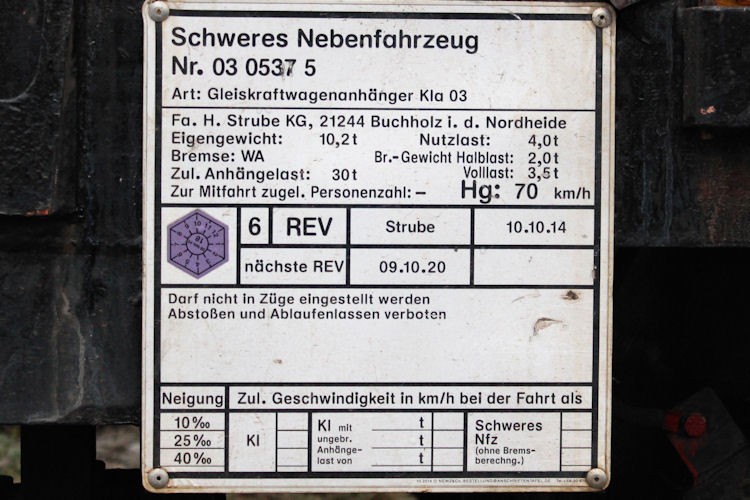 Schweres Nebenfahrzeug
Nr. 03 0537 5
Art: Gleiskraftwagenanhänger Kla 03
Fa. H. Strube KG, 21244 Buchholz i. d. Nordheide
Eigengewicht: 10,2 t Nutzlast: 4,0 t
Bremse: WA Br.-Gewicht Halblast: 2,0 t
Zul. Anhängelast: 30 t Volllast: 3,5 t
Zur Mitfahrt zugel. Personenzahl: – Hg: 70 km/h
6 REV Strube 10.10.14
nächste REV 09.10.20
Darf nicht in Züge eingestellt werden
Abstoßen und Ablaufenlassen verboten
Neigung Zul. Geschwindigkeit in km/h bei der Fahrt als
10‰
25‰
40‰
Kl
Kl mit t
ungebr. t
Anhänge-
last von t
Schweres
Nfz
(ohne Brems-
berechng.)